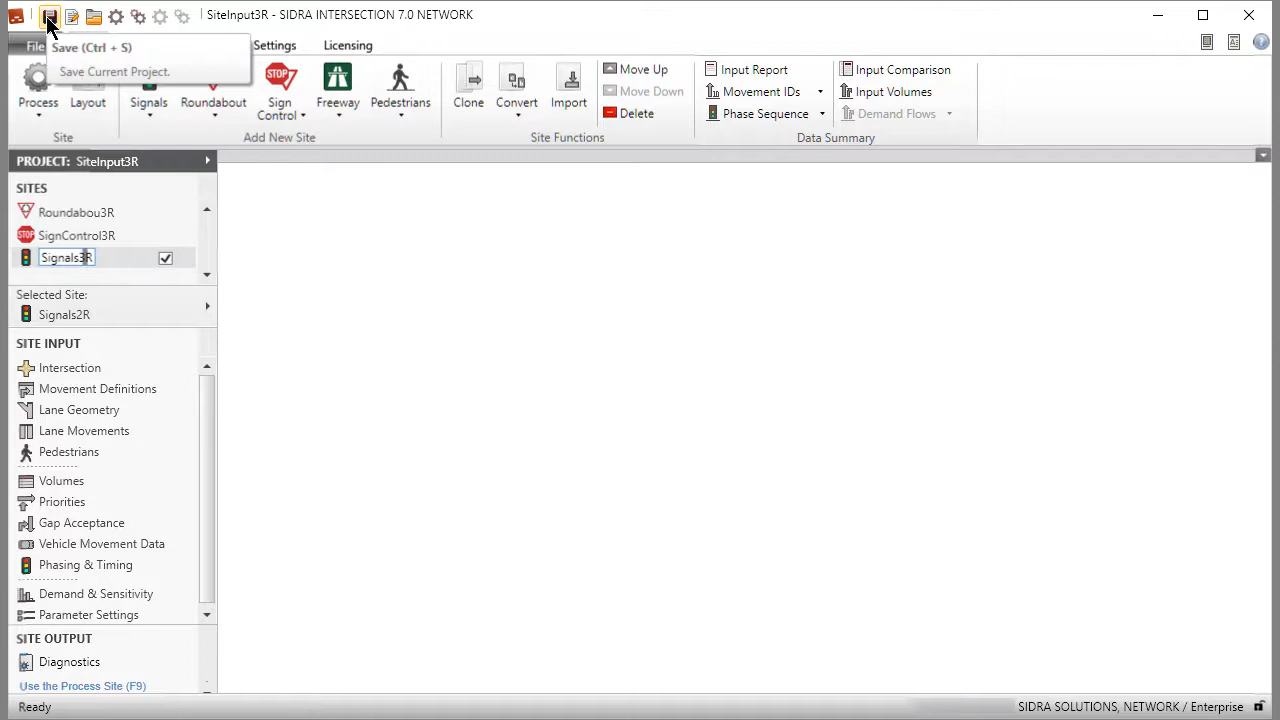 SiteInput3R - SIDRA INTERSECTION 7.0 NETWORK
File
Settings
Licensing
Save (Ctrl + S)
Save Current Project.
Process
Layout
Signals
Roundabout
Sign Control
Freeway
Pedestrians
Clone
Convert
Import
Move Up
Move Down
Delete
Input Report
Movement IDs
Phase Sequence
Input Comparison
Input Volumes
Demand Flows
Site
Add New Site
Site Functions
Data Summary
PROJECT: SiteInput3R
SITES
Roundabou3R
STOP SignControl3R
Signals3R
Selected Site:
Signals2R
SITE INPUT
Intersection
Movement Definitions
Lane Geometry
Lane Movements
Pedestrians
Volumes
Priorities
Gap Acceptance
Vehicle Movement Data
Phasing & Timing
Demand & Sensitivity
Parameter Settings
SITE OUTPUT
Diagnostics
Use the Process Site (F9)
Ready
SIDRA SOLUTIONS, NETWORK / Enterprise